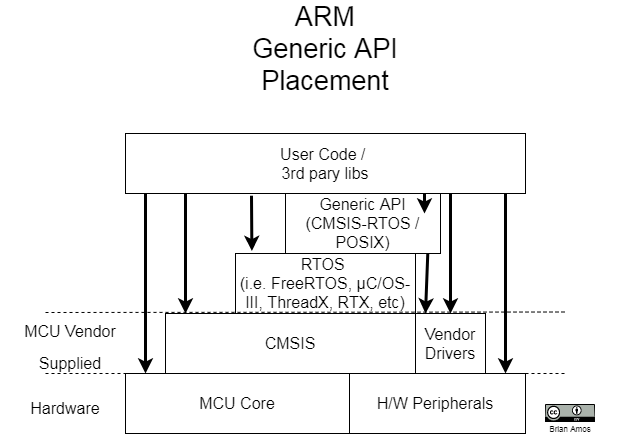 ARM
Generic API
Placement
User Code /
3rd pary libs
Generic API
(CMSIS-RTOS /
POSIX)
RTOS
(i.e. FreeRTOS, µC/OS-
III, ThreadX, RTX, etc)
MCU Vendor
Supplied
CMSIS
Vendor
Drivers
Hardware
MCU Core
H/W Peripherals
cc
BY
Brian Amos